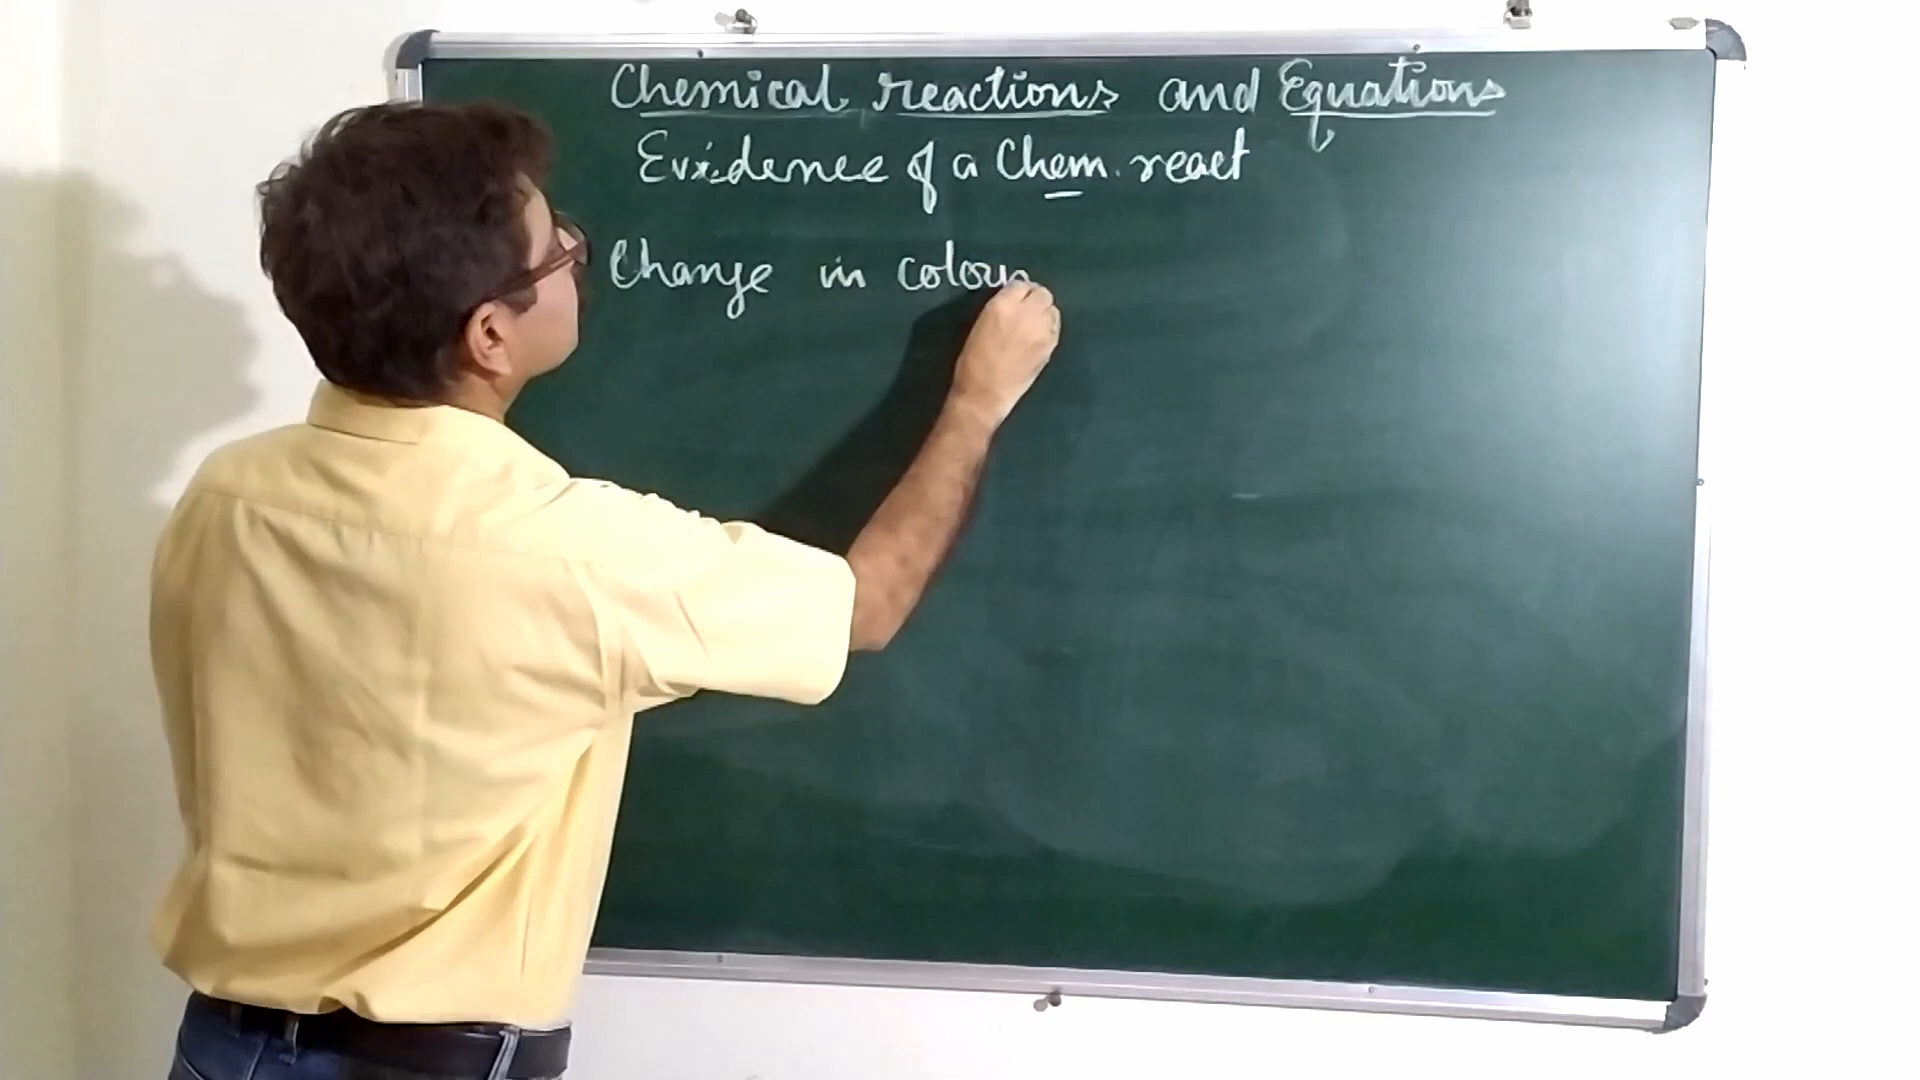 Chemical reactions and Equations
Evidence of a Chem. react
Change in colour